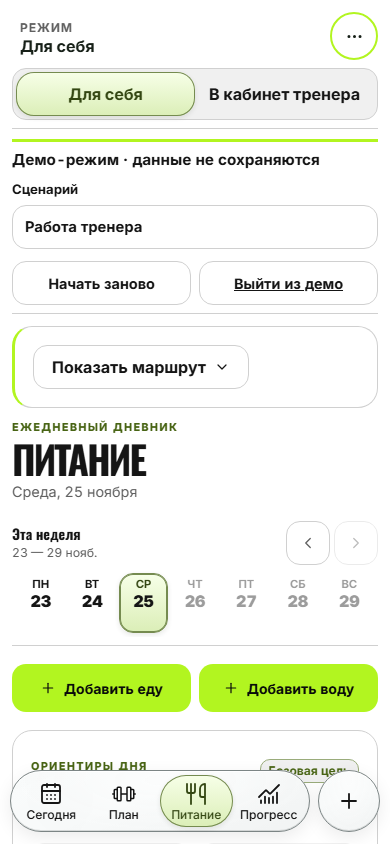 РЕЖИМ
Для себя
Для себя
В кабинет тренера
Демо-режим · данные не сохраняются
Сценарий
Работа тренера
Начать заново
Выйти из демо
Показать маршрут
ЕЖЕДНЕВНЫЙ ДНЕВНИК
ПИТАНИЕ
Среда, 25 ноября
Эта неделя
23 — 29 нояб.
ПН ВТ СР ЧТ ПТ СБ ВС
23 24 25 26 27 28 29
+ Добавить еду
+ Добавить воду
ОРИЕНТИРЫ ДНЯ
Базовая цель
Сегодня
План
Питание
Прогресс